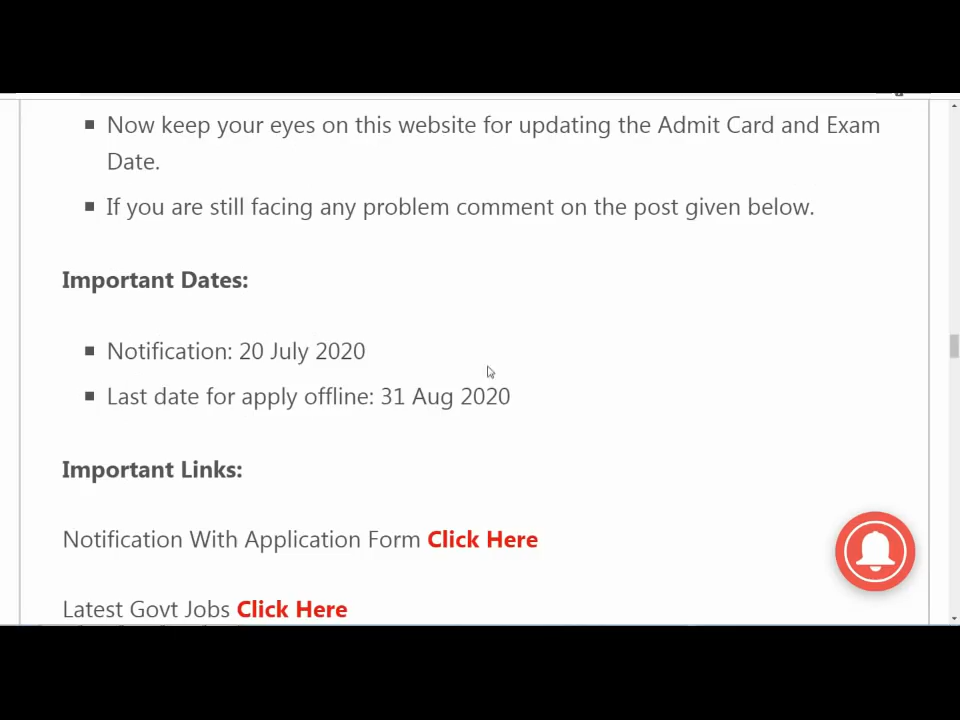 Now keep your eyes on this website for updating the Admit Card and Exam
Date.
If you are still facing any problem comment on the post given below.
Important Dates:
Notification: 20 July 2020
Last date for apply offline: 31 Aug 2020
Important Links:
Notification With Application Form Click Here
Latest Govt Jobs Click Here